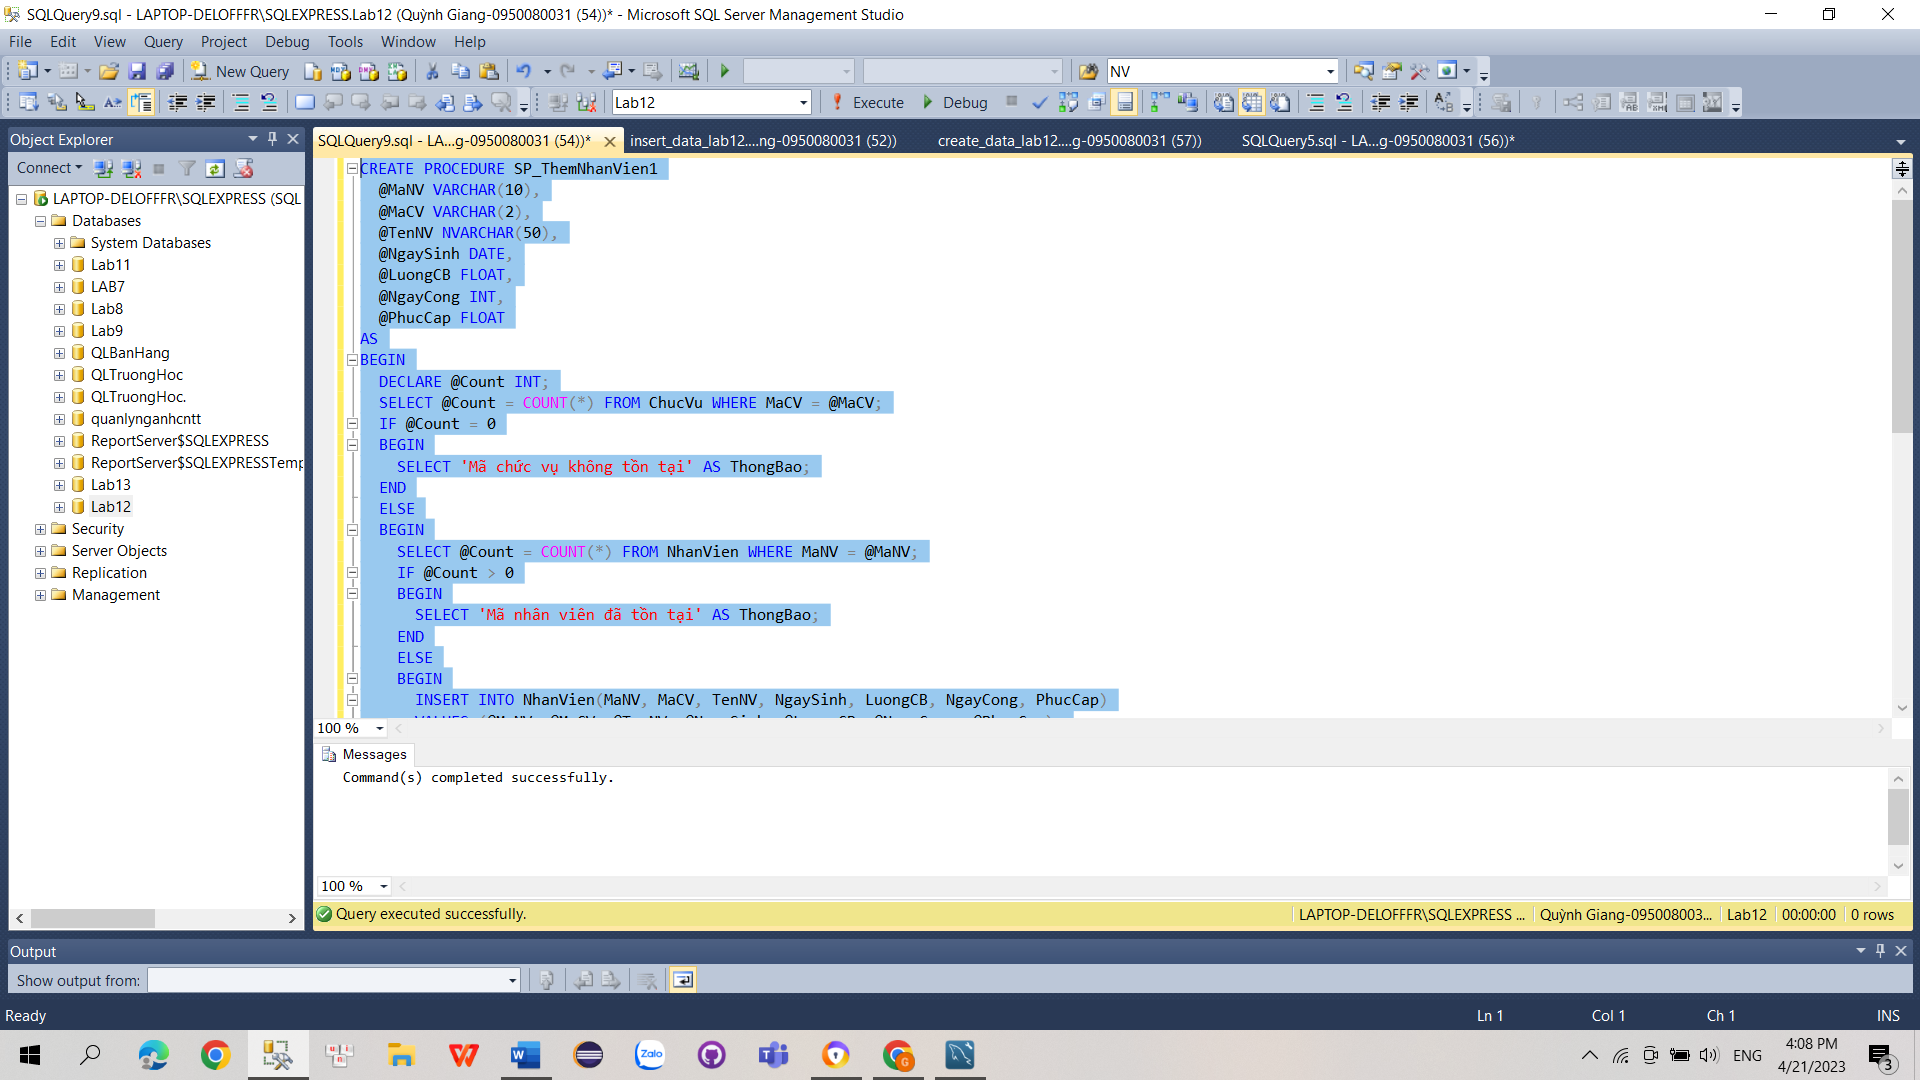 SQLQuery9.sql - LAPTOP-DELOFFFR\SQLEXPRESS.Lab12 (Quỳnh Giang-0950080031 (54))* - Microsoft SQL Server Management Studio
File Edit View Query Project Debug Tools Window Help
New Query NV
Lab12 Execute Debug
Object Explorer
SQLQuery9.sql - LA...g-0950080031 (54))* insert_data_lab12....ng-0950080031 (52)) create_data_lab12....g-0950080031 (57)) SQLQuery5.sql - LA...g-0950080031 (56))*
Connect
LAPTOP-DELOFFFR\SQLEXPRESS (SQL
Databases
System Databases
Lab11
LAB7
Lab8
Lab9
QLBanHang
QLTruongHoc
QLTruongHoc.
quanlynganhcntt
ReportServer$SQLEXPRESS
ReportServer$SQLEXPRESSTemp
Lab13
Lab12
Security
Server Objects
Replication
Management
CREATE PROCEDURE SP_ThemNhanVien1
@MaNV VARCHAR(10),
@MaCV VARCHAR(2),
@TenNV NVARCHAR(50),
@NgaySinh DATE,
@LuongCB FLOAT,
@NgayCong INT,
@PhucCap FLOAT
AS
BEGIN
DECLARE @Count INT;
SELECT @Count = COUNT(*) FROM ChucVu WHERE MaCV = @MaCV;
IF @Count = 0
BEGIN
SELECT 'Mã chức vụ không tồn tại' AS ThongBao;
END
ELSE
BEGIN
SELECT @Count = COUNT(*) FROM NhanVien WHERE MaNV = @MaNV;
IF @Count > 0
BEGIN
SELECT 'Mã nhân viên đã tồn tại' AS ThongBao;
END
ELSE
BEGIN
INSERT INTO NhanVien(MaNV, MaCV, TenNV, NgaySinh, LuongCB, NgayCong, PhucCap)
100 %
Messages
Command(s) completed successfully.
100 %
Query executed successfully. LAPTOP-DELOFFFR\SQLEXPRESS ... Quỳnh Giang-095008003... Lab12 00:00:00 0 rows
Output
Show output from:
Ready Ln 1 Col 1 Ch 1 INS
Zalo
ENG
4:08 PM
4/21/2023
3